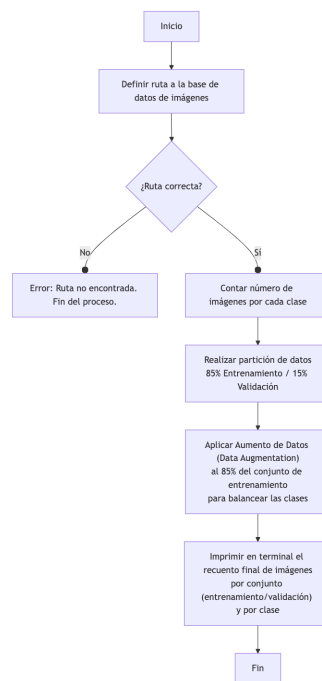 Inicio
Definir ruta a la base de
datos de imágenes
¿Ruta correcta?
No
Sí
Error: Ruta no encontrada.
Fin del proceso.
Contar número de
imágenes por cada clase
Realizar partición de datos
85% Entrenamiento / 15%
Validación
Aplicar Aumento de Datos
(Data Augmentation)
al 85% del conjunto de
entrenamiento
para balancear las clases
Imprimir en terminal el
recuento final de imágenes
por conjunto
(entrenamiento/validación)
y por clase
Fin